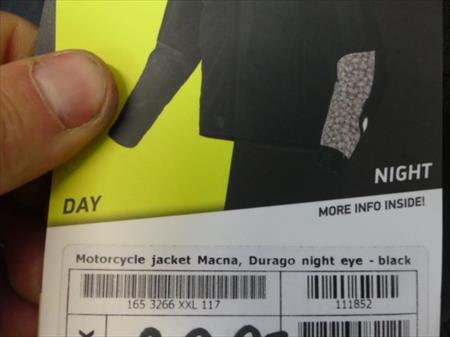 DAY
NIGHT
MORE INFO INSIDE!
Motorcycle jacket Macna, Durago night eye - black
165 3266 XXL 117
111852